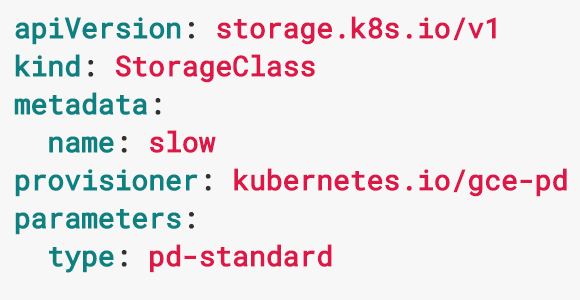 apiVersion: storage.k8s.io/v1
kind: StorageClass
metadata:
  name: slow
provisioner: kubernetes.io/gce-pd
parameters:
  type: pd-standard